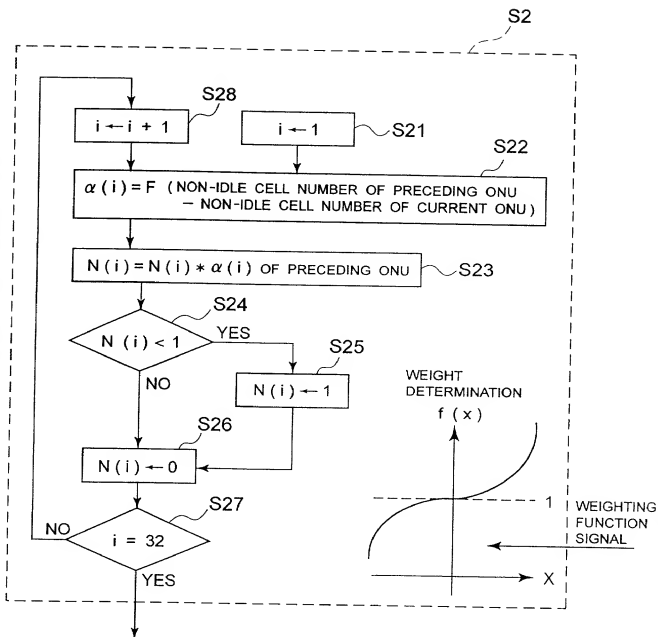 S2
S28
i ← i + 1
i ← 1
S21
S22
α (i) = F (NON-IDLE CELL NUMBER OF PRECEDING ONU
– NON-IDLE CELL NUMBER OF CURRENT ONU)
N (i) = N (i) * α (i) OF PRECEDING ONU
S23
S24
N (i) < 1
YES
NO
S25
N (i) ← 1
S26
N (i) ← 0
S27
i = 32
NO
YES
WEIGHT
DETERMINATION
f (x)
1
WEIGHTING
FUNCTION
SIGNAL
X